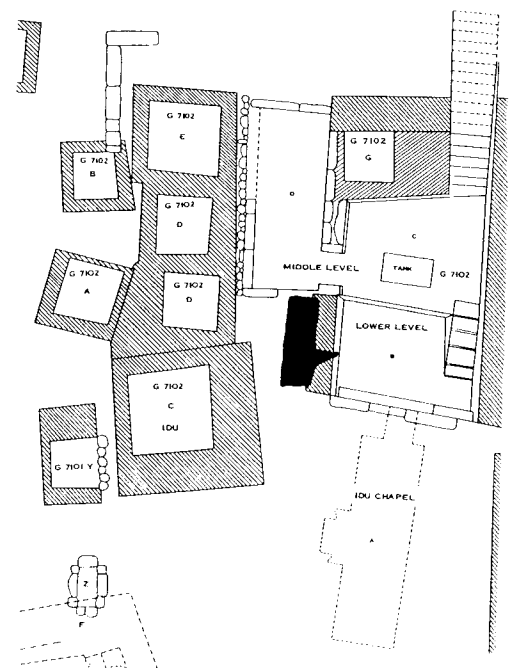 G 7102
E
G 7102
B
G 7102
G
G 7102
D
D
C
G 7102
A
MIDDLE LEVEL
TANK
G 7102
G 7102
D
LOWER LEVEL
B
G 7102
C
IDU
G 7101 Y
IDU CHAPEL
A
Z
F